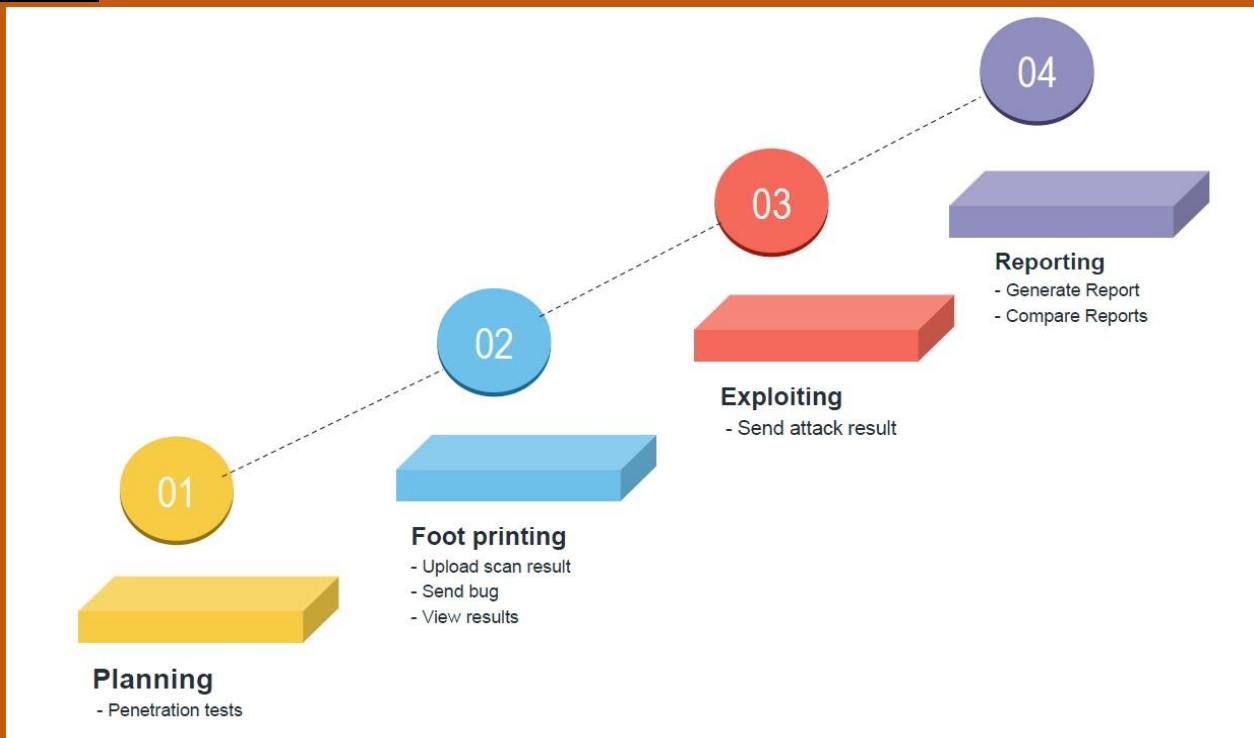 01
Planning
- Penetration tests
02
Foot printing
- Upload scan result
- Send bug
- View results
03
Exploiting
- Send attack result
04
Reporting
- Generate Report
- Compare Reports